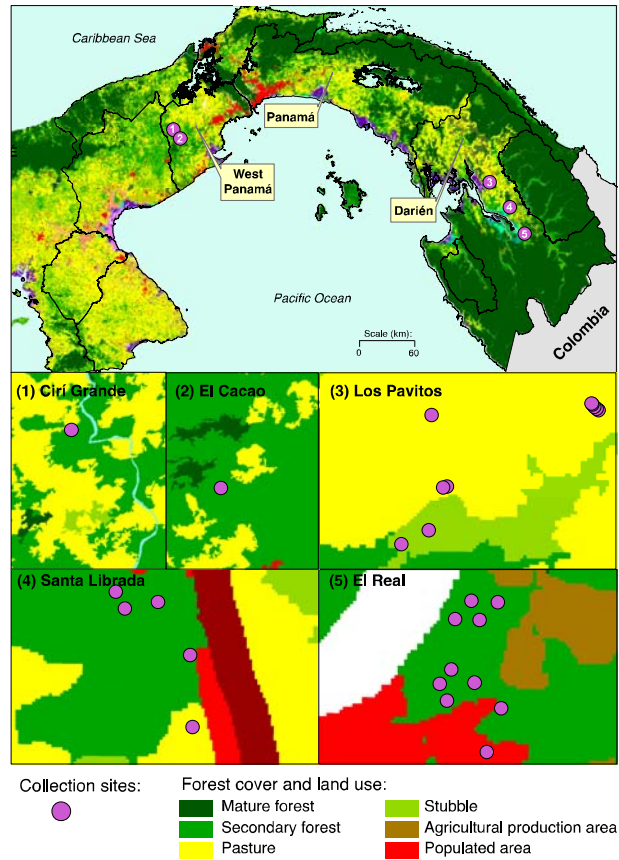 Caribbean Sea
Panamá
1
2
West
Panamá
3
Darién
4
5
Pacific Ocean
Scale (km):
0
60
Colombia
(1) Cirí Grande
(2) El Cacao
(3) Los Pavitos
(4) Santa Librada
(5) El Real
Collection sites:
Forest cover and land use:
Mature forest
Stubble
Secondary forest
Agricultural production area
Pasture
Populated area